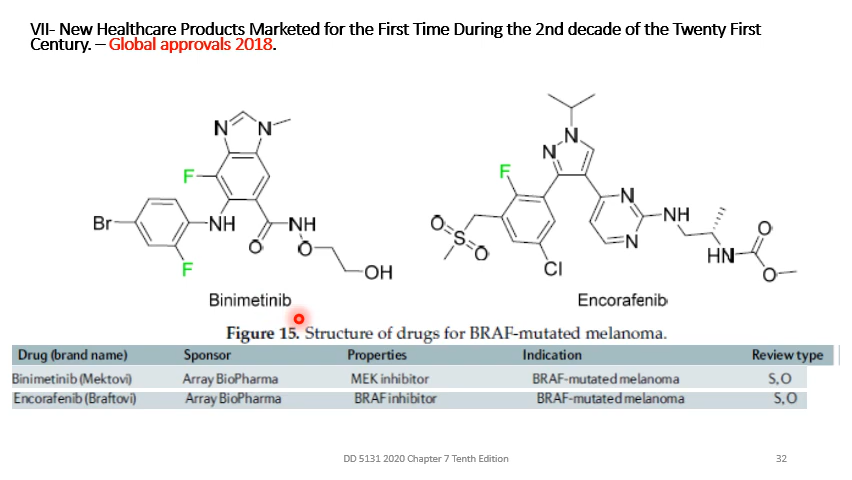 VII- New Healthcare Products Marketed for the First Time During the 2nd decade of the Twenty First
Century. – Global approvals 2018.
N
N
F
Br
NH
NH
O
O
F
OH
N
N
F
N
NH
N
O
S
O
Cl
HN
O
O
Binimetinib
Encorafenib
Figure 15. Structure of drugs for BRAF-mutated melanoma.
Drug (brand name) Sponsor Properties Indication Review type
Binimetinib (Mektovi) Array BioPharma MEK inhibitor BRAF-mutated melanoma S, O
Encorafenib (Braftovi) Array BioPharma BRAF inhibitor BRAF-mutated melanoma S, O
DD 5131 2020 Chapter 7 Tenth Edition 32